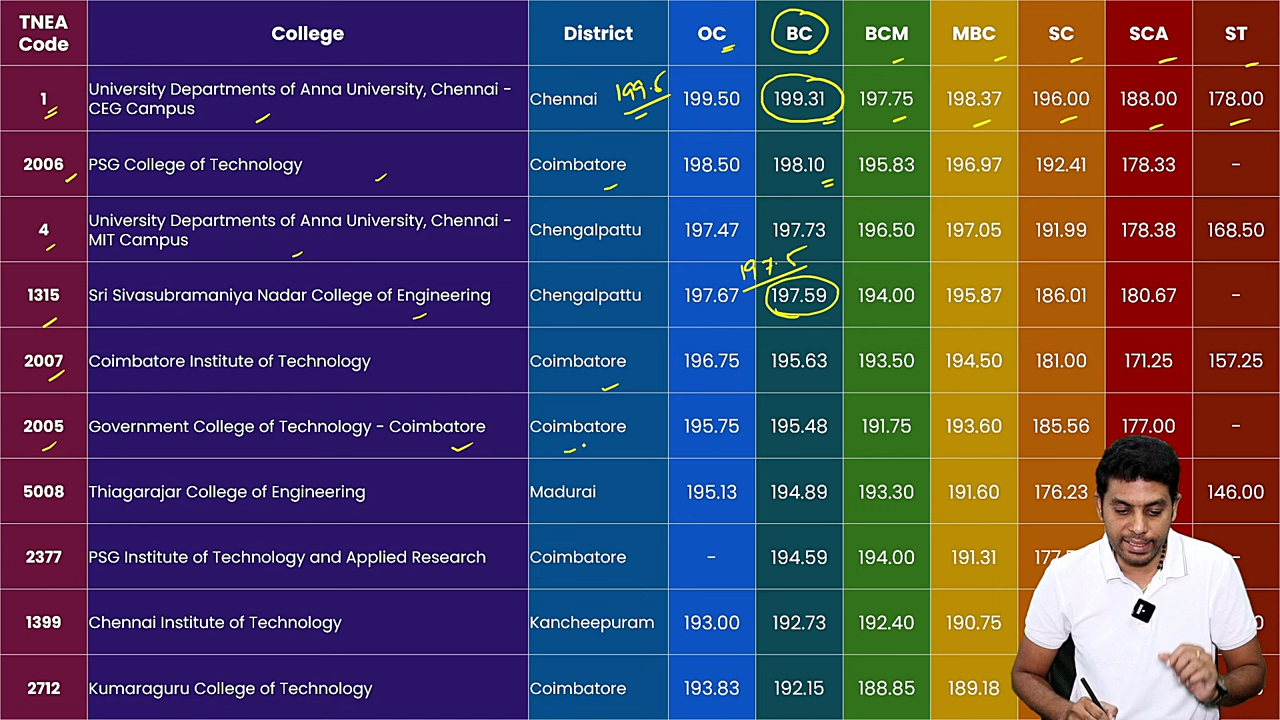 TNEA Code College District OC BC BCM MBC SC SCA ST
1 University Departments of Anna University, Chennai - CEG Campus Chennai 199.5 199.50 199.31 197.75 198.37 196.00 188.00 178.00
2006 PSG College of Technology Coimbatore 198.50 198.10 195.83 196.97 192.41 178.33 -
4 University Departments of Anna University, Chennai - MIT Campus Chengalpattu 197.47 197.73 196.50 197.05 191.99 178.38 168.50
197.5
1315 Sri Sivasubramaniya Nadar College of Engineering Chengalpattu 197.67 197.59 194.00 195.87 186.01 180.67 -
2007 Coimbatore Institute of Technology Coimbatore 196.75 195.63 193.50 194.50 181.00 171.25 157.25
2005 Government College of Technology - Coimbatore Coimbatore 195.75 195.48 191.75 193.60 185.56 177.00 -
5008 Thiagarajar College of Engineering Madurai 195.13 194.89 193.30 191.60 176.23 146.00
2377 PSG Institute of Technology and Applied Research Coimbatore - 194.59 194.00 191.31 -
1399 Chennai Institute of Technology Kancheepuram 193.00 192.73 192.40 190.75
2712 Kumaraguru College of Technology Coimbatore 193.83 192.15 188.85 189.18